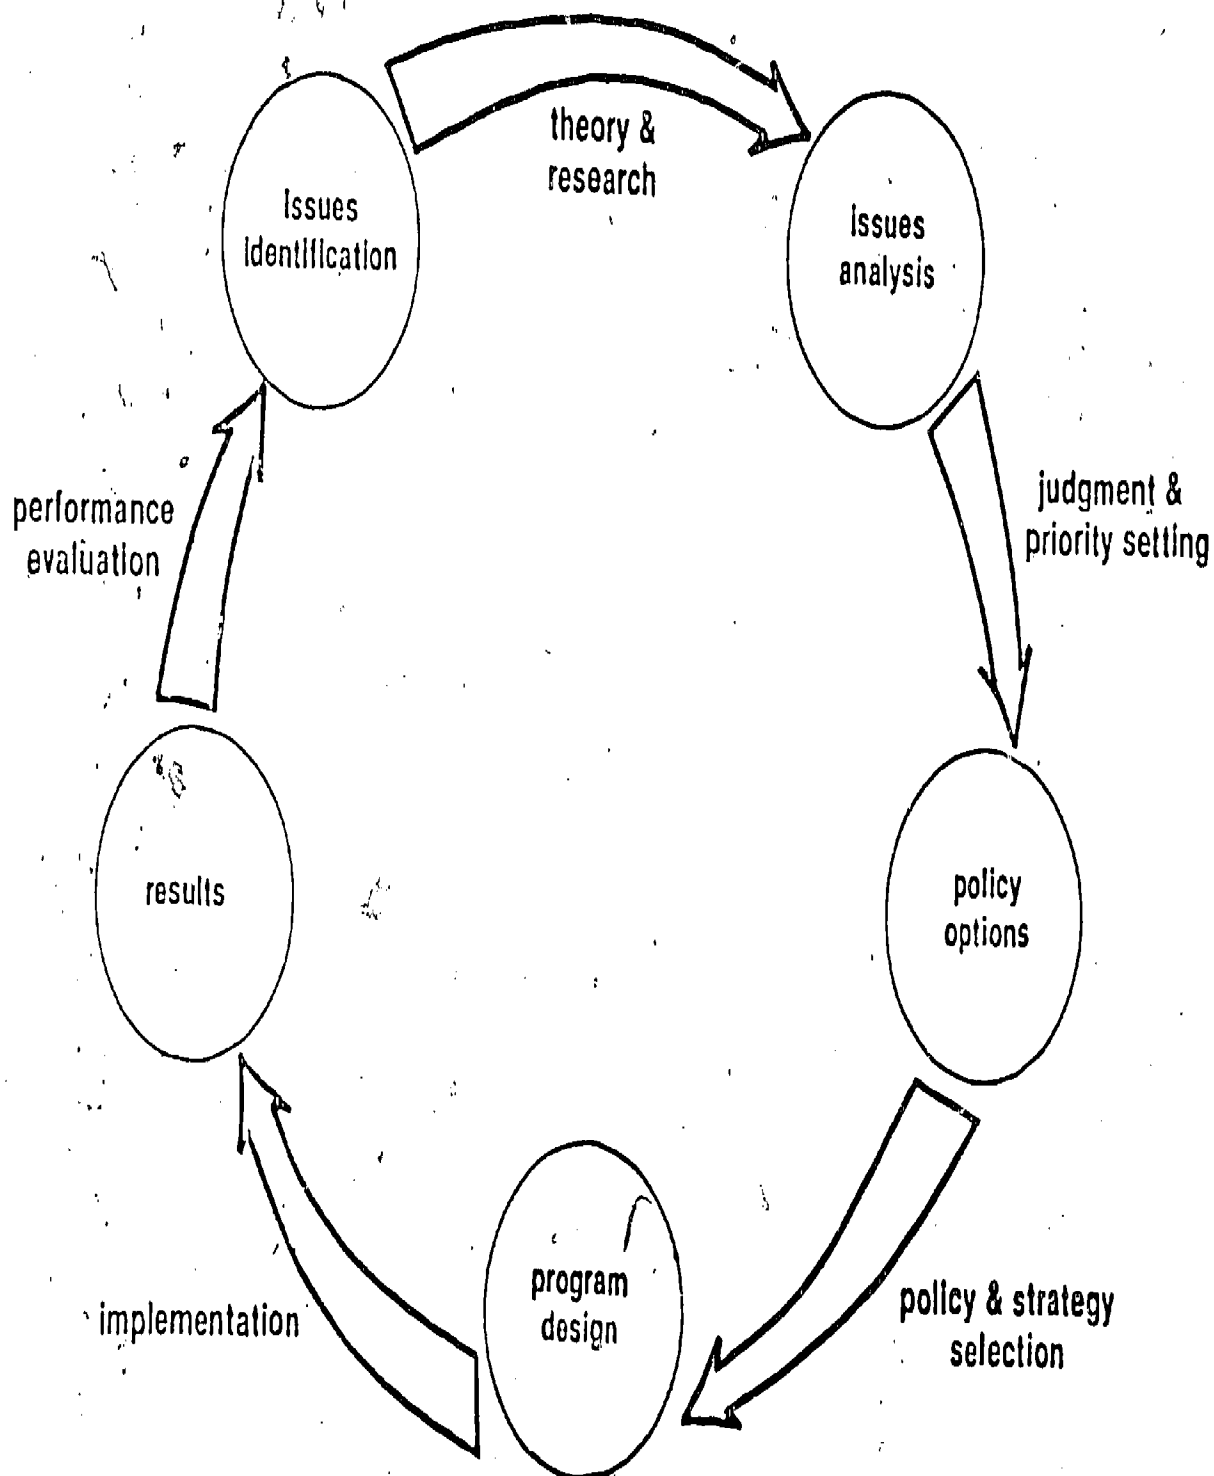 theory &
research
issues
identification
issues
analysis
judgment &
priority setting
performance
evaluation
results
policy
options
program
design
implementation
policy & strategy
selection